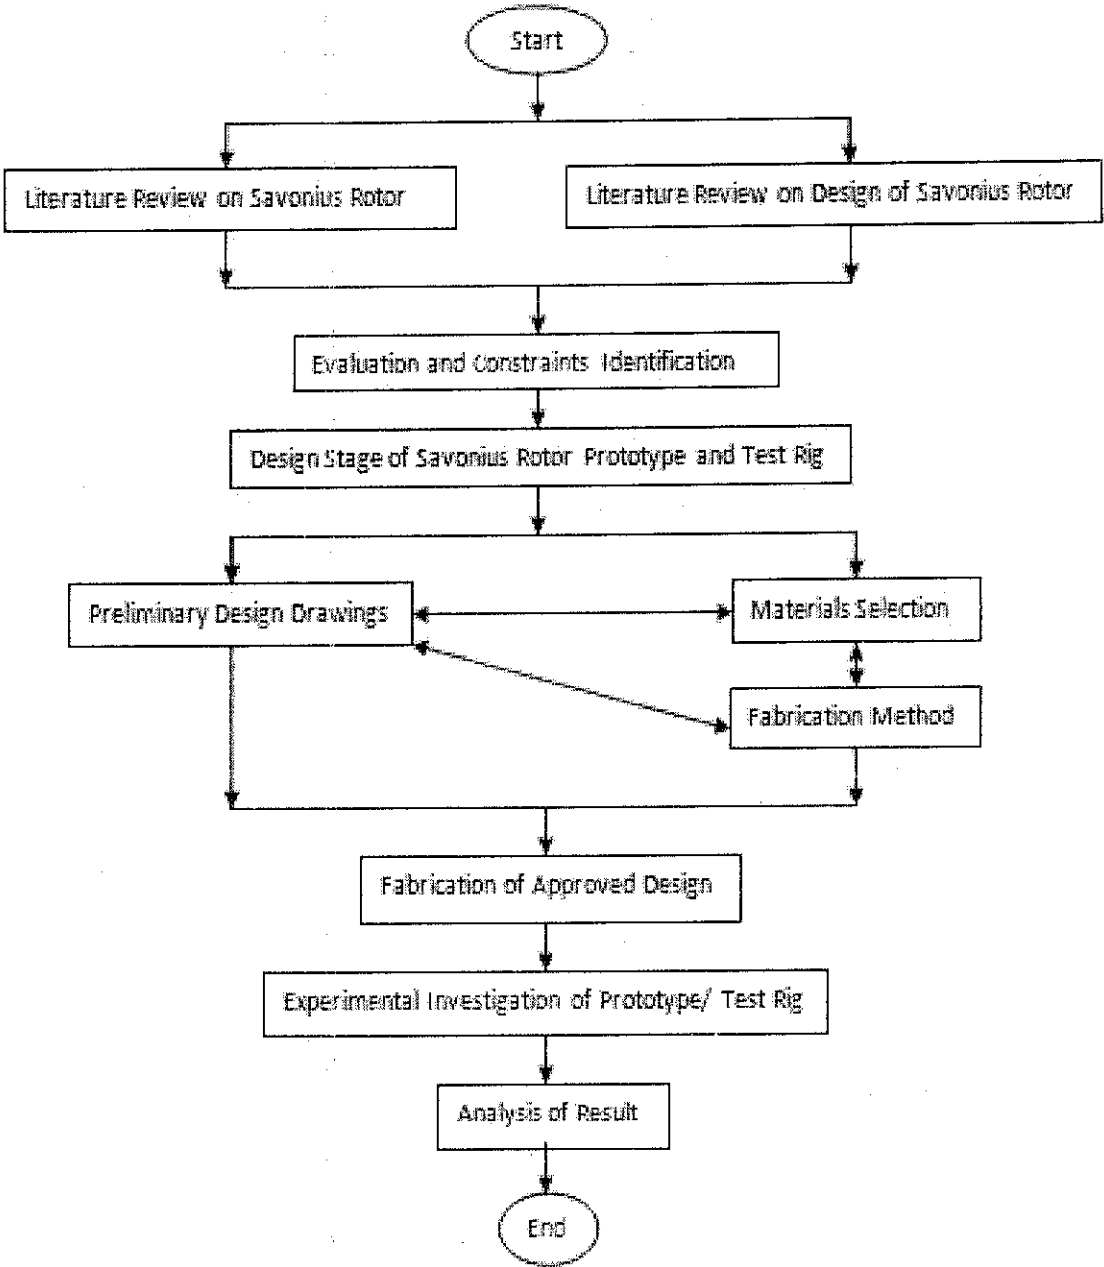 Start
Literature Review on Savonius Rotor
Literature Review on Design of Savonius Rotor
Evaluation and Constraints Identification
Design Stage of Savonius Rotor Prototype and Test Rig
Preliminary Design Drawings
Materials Selection
Fabrication Method
Fabrication of Approved Design
Experimental Investigation of Prototype/ Test Rig
Analysis of Result
End